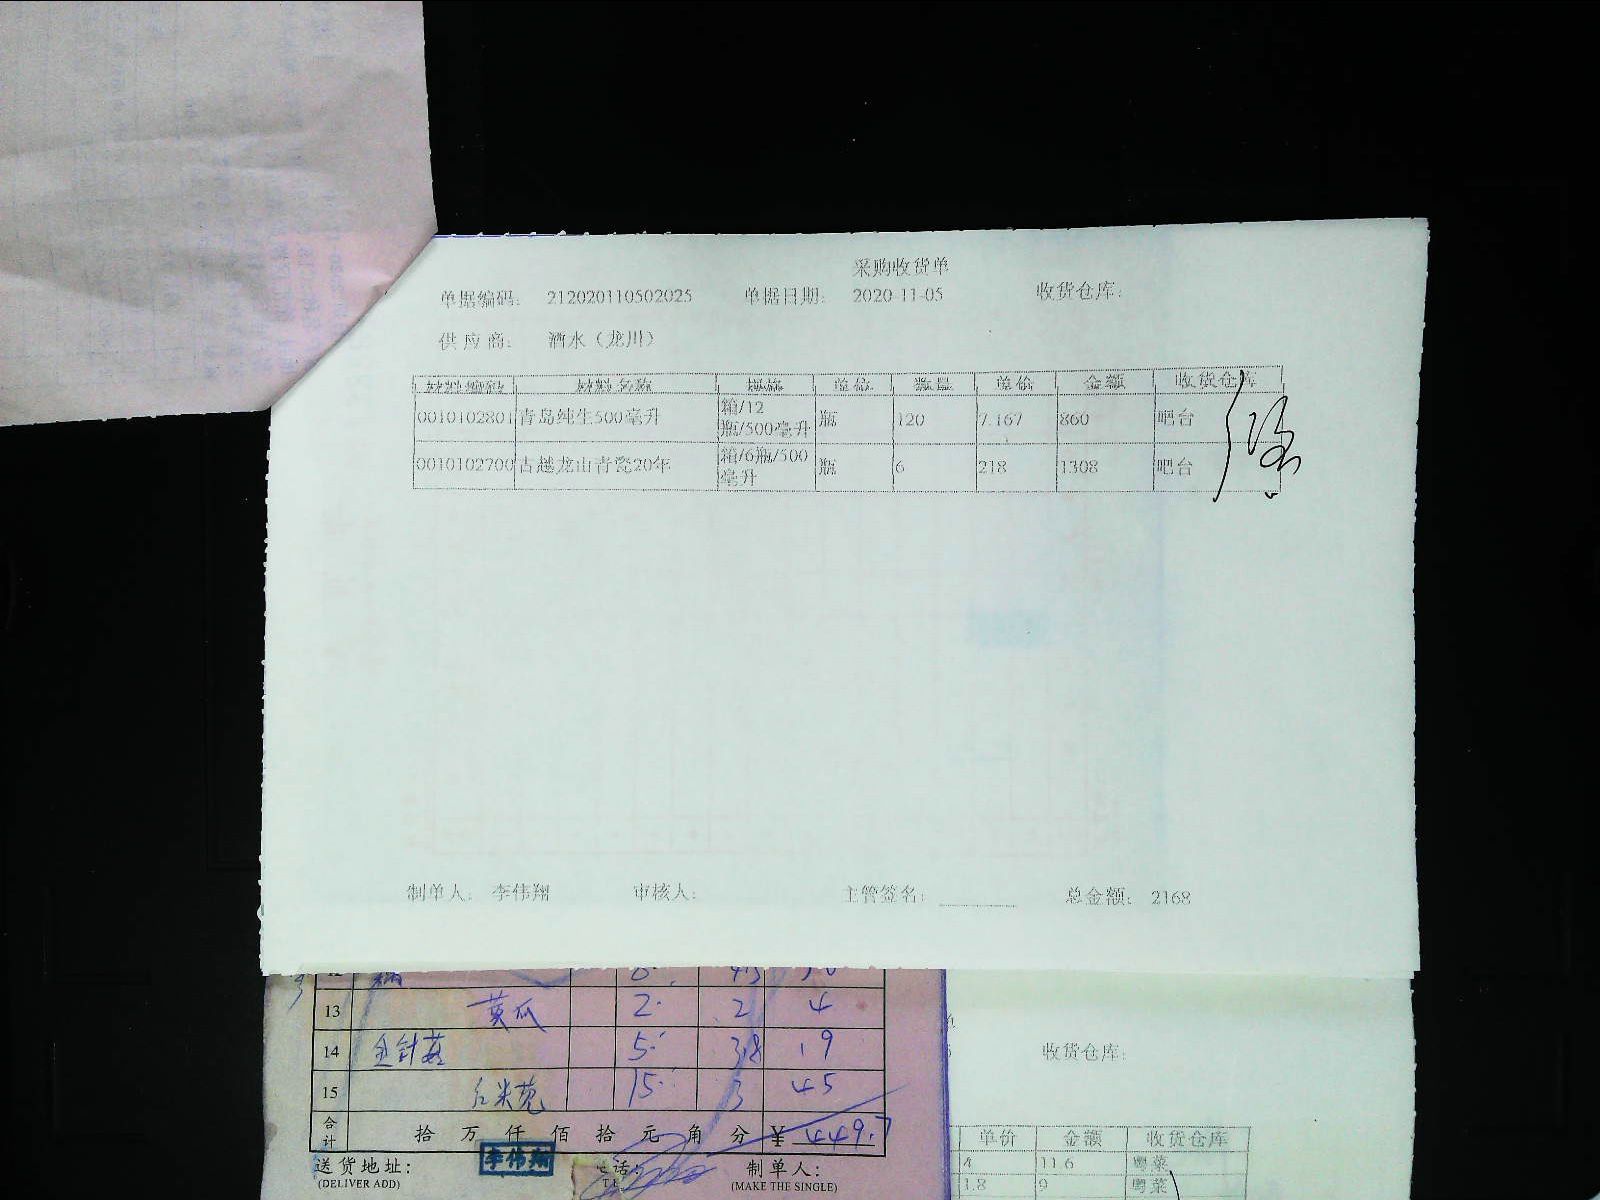 采购收货单
单据编码: 212020110502025 单据日期: 2020-11-05 收货仓库:
供应商: 酒水（龙川）
材料编码 材料名称 规格 单位 数量 单价 金额 收货仓库
0010102801 青岛纯生500毫升 箱/12瓶/500毫升 瓶 120 7.167 860 吧台
0010102700 古越龙山青瓷20年 箱/6瓶/500毫升 瓶 6 218 1308 吧台
制单人: 李伟翔 审核人: 主管签名: 总金额: 2168
13 黄瓜 2 2 4
14 金针菇 5 3.8 19
15 15 3 45
合计 拾 万 仟 佰 拾 元 角 分 ¥ 449.7
送货地址: 李伟翔 电话: 制单人:
(DELIVER ADD) (MAKE THE SINGLE)
收货仓库:
单价 金额 收货仓库
4 11.6 粤菜
1.8 9 粤菜